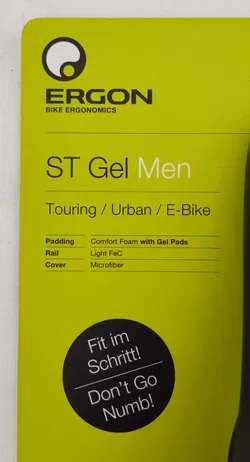 ERGON
BIKE ERGONOMICS
ST Gel Men
Touring / Urban / E-Bike
Padding Comfort Foam with Gel Pads
Rail Light FeC
Cover Microfiber
Fit im
Schritt!
Don't Go
Numb!